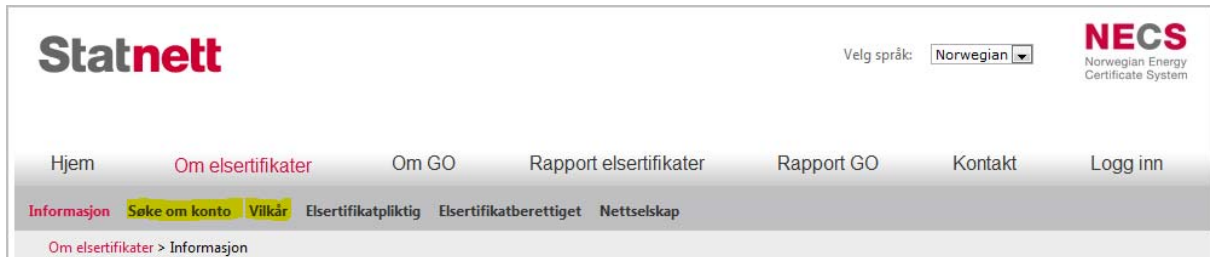 Statnett
Velg språk: Norwegian
NECS
Norwegian Energy
Certificate System
Hjem Om elsertifikater Om GO Rapport elsertifikater Rapport GO Kontakt Logg inn
Informasjon Søke om konto Vilkår Elsertifikatpliktig Elsertifikatberettiget Nettselskap
Om elsertifikater > Informasjon